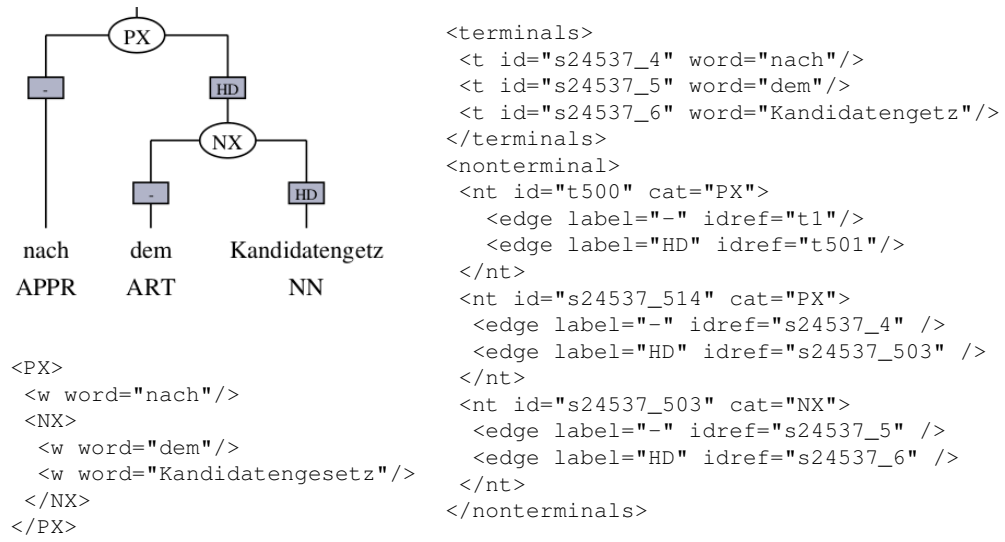 PX
-
HD
NX
-
HD
nach dem Kandidatengetz
APPR ART NN
<PX>
 <w word="nach"/>
 <NX>
  <w word="dem"/>
  <w word="Kandidatengesetz"/>
 </NX>
</PX>
<terminals>
 <t id="s24537_4" word="nach"/>
 <t id="s24537_5" word="dem"/>
 <t id="s24537_6" word="Kandidatengetz"/>
</terminals>
<nonterminal>
 <nt id="t500" cat="PX">
   <edge label="-" idref="t1"/>
   <edge label="HD" idref="t501"/>
 </nt>
 <nt id="s24537_514" cat="PX">
  <edge label="-" idref="s24537_4" />
  <edge label="HD" idref="s24537_503" />
 </nt>
 <nt id="s24537_503" cat="NX">
  <edge label="-" idref="s24537_5" />
  <edge label="HD" idref="s24537_6" />
 </nt>
</nonterminals>